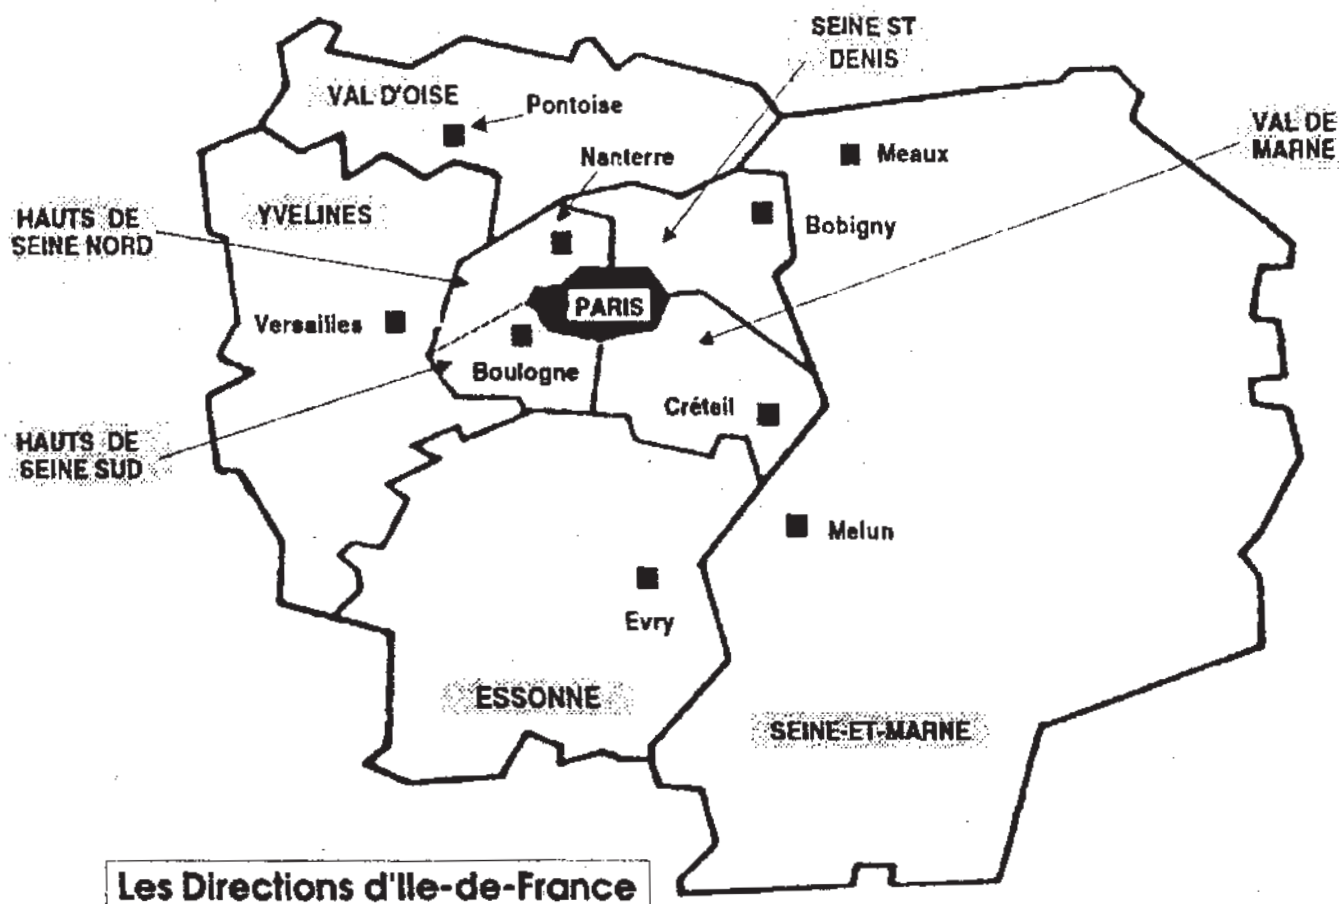 SEINE ST
DENIS
VAL D'OISE
Pontoise
VAL DE
MARNE
Nanterre
Meaux
HAUTS DE
SEINE NORD
YVELINES
Bobigny
PARIS
Versailles
Boulogne
Créteil
HAUTS DE
SEINE SUD
Melun
Evry
ESSONNE
SEINE-ET-MARNE
Les Directions d'Ile-de-France